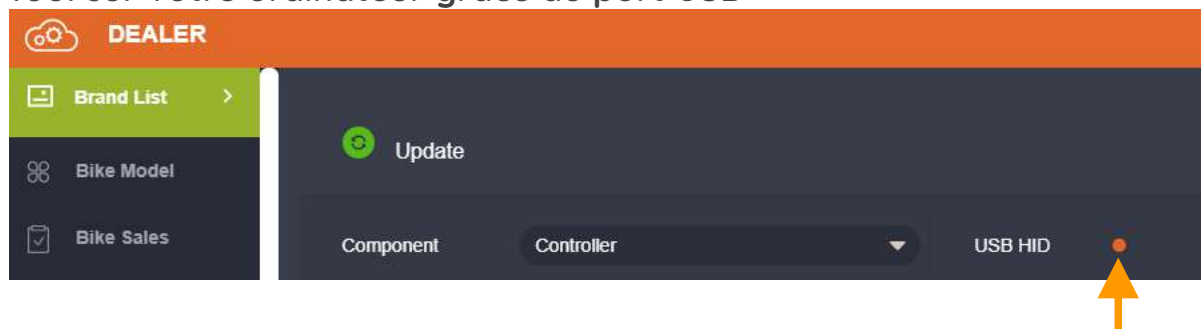 DEALER
Brand List
Update
Bike Model
Bike Sales
Component Controller USB HID